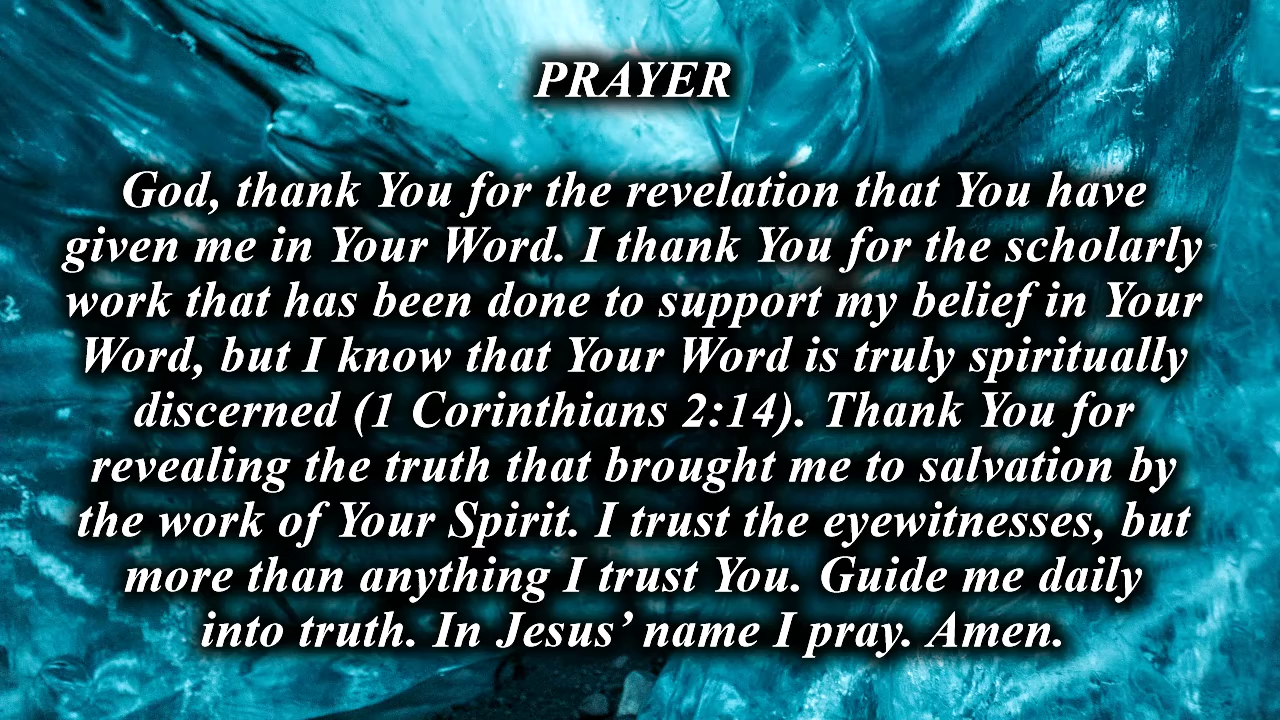 PRAYER
God, thank You for the revelation that You have
given me in Your Word. I thank You for the scholarly
work that has been done to support my belief in Your
Word, but I know that Your Word is truly spiritually
discerned (1 Corinthians 2:14). Thank You for
revealing the truth that brought me to salvation by
the work of Your Spirit. I trust the eyewitnesses, but
more than anything I trust You. Guide me daily
into truth. In Jesus’ name I pray. Amen.